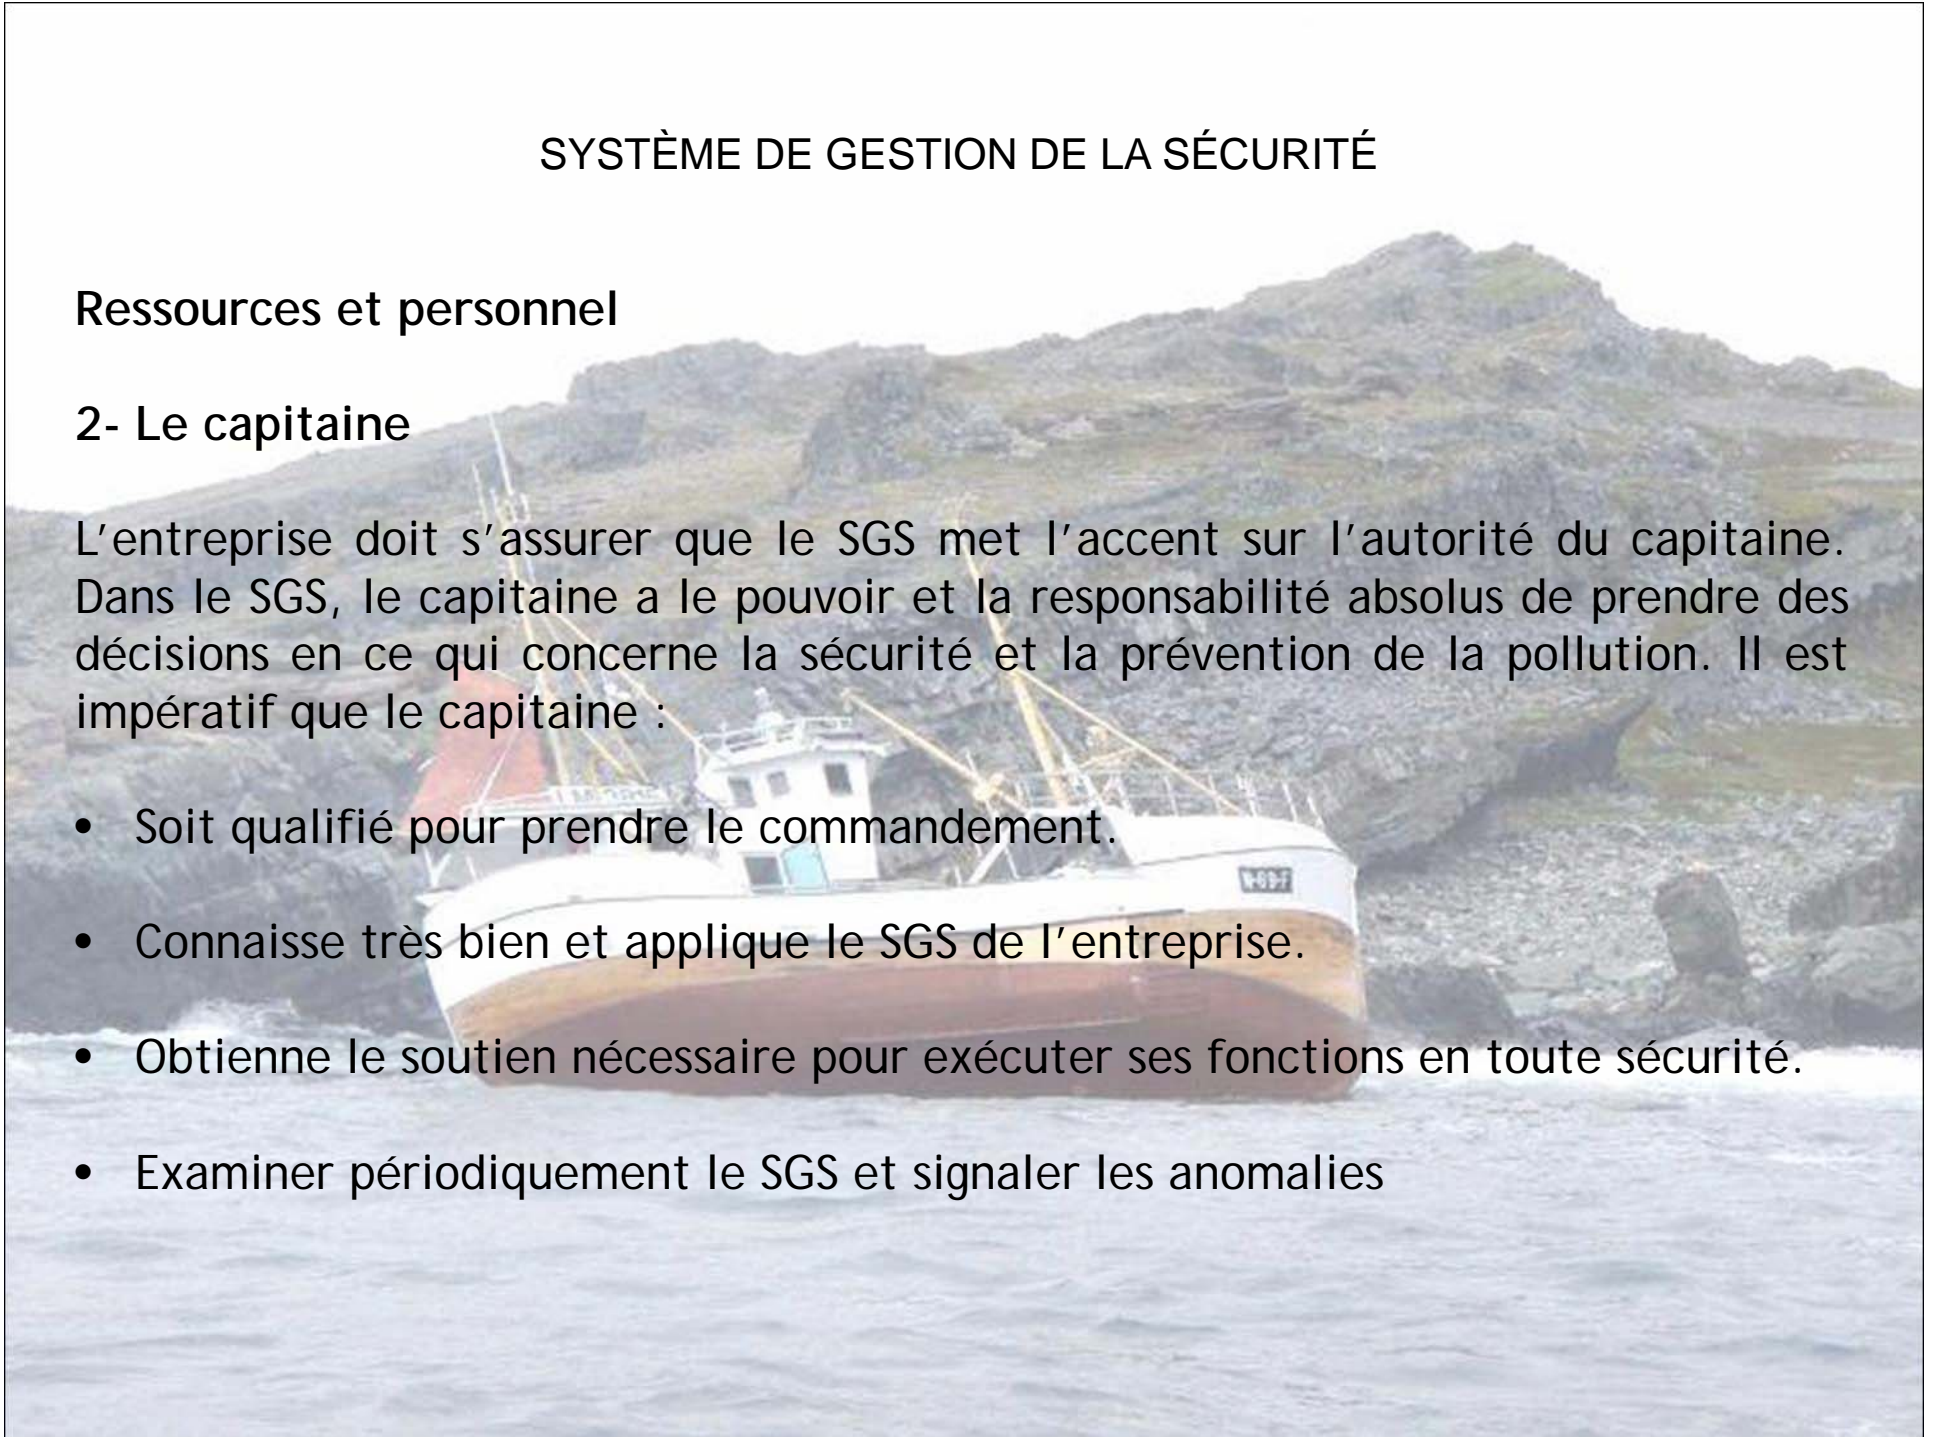 SYSTÈME DE GESTION DE LA SÉCURITÉ
Ressources et personnel
2- Le capitaine
L’entreprise doit s’assurer que le SGS met l’accent sur l’autorité du capitaine.
Dans le SGS, le capitaine a le pouvoir et la responsabilité absolus de prendre des
décisions en ce qui concerne la sécurité et la prévention de la pollution. Il est
impératif que le capitaine :
• Soit qualifié pour prendre le commandement.
• Connaisse très bien et applique le SGS de l’entreprise.
• Obtienne le soutien nécessaire pour exécuter ses fonctions en toute sécurité.
• Examiner périodiquement le SGS et signaler les anomalies